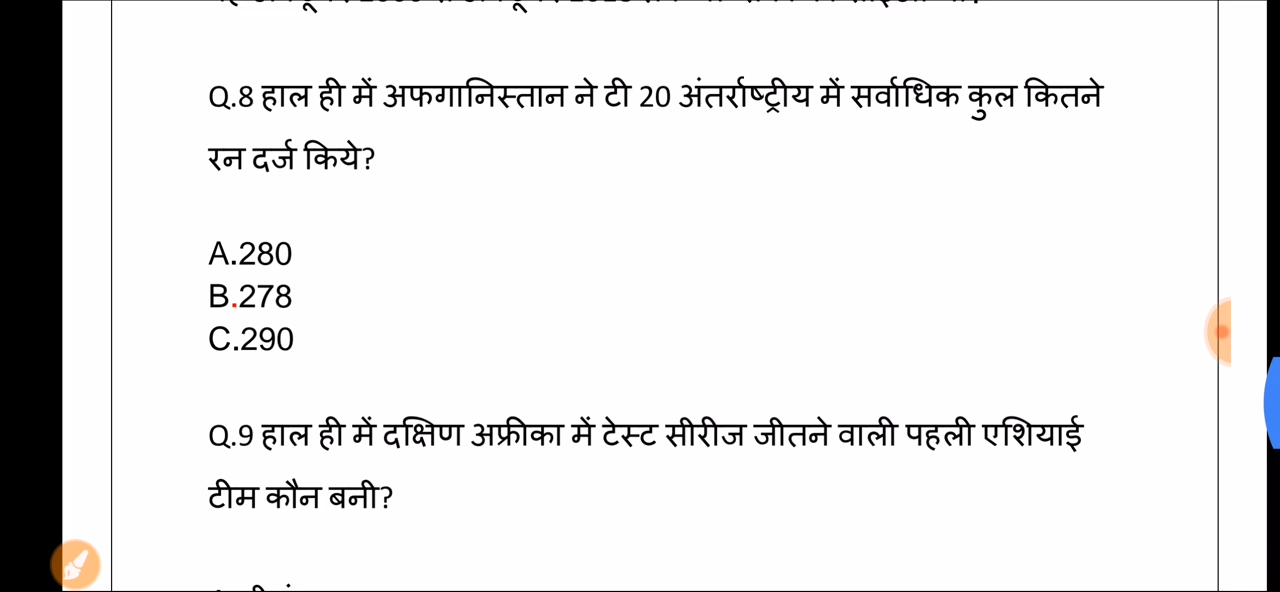 Q.8 हाल ही में अफगानिस्तान ने टी 20 अंतर्राष्ट्रीय में सर्वाधिक कुल कितने
रन दर्ज किये?
A.280
B.278
C.290
Q.9 हाल ही में दक्षिण अफ्रीका में टेस्ट सीरीज जीतने वाली पहली एशियाई
टीम कौन बनी?